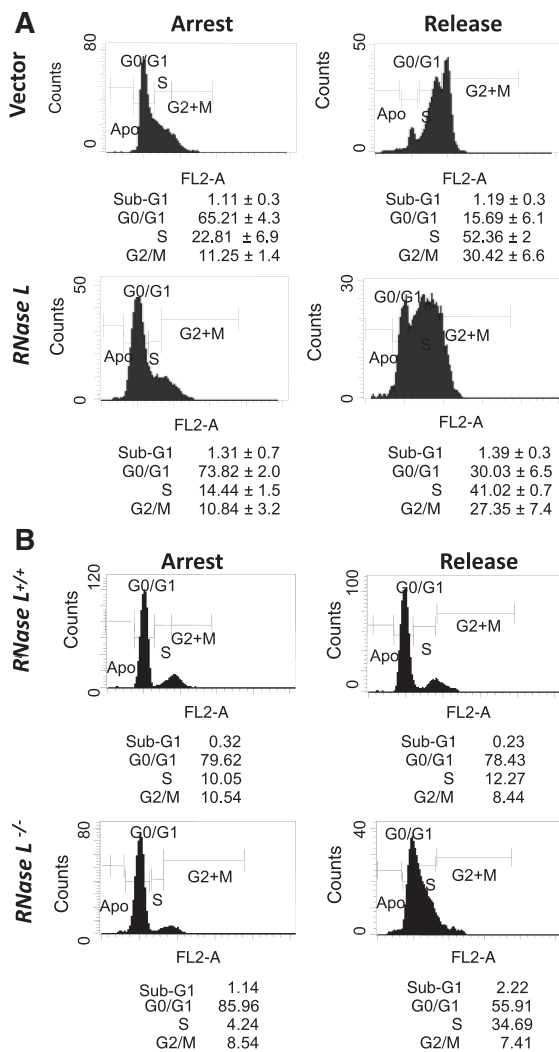 A
Arrest
Release
Vector
80
0
Counts
G0/G1
S
G2+M
Apo
FL2-A
Sub-G1 1.11 ± 0.3
G0/G1 65.21 ± 4.3
S 22.81 ± 6.9
G2/M 11.25 ± 1.4
50
0
Counts
G0/G1
S
G2+M
Apo
FL2-A
Sub-G1 1.19 ± 0.3
G0/G1 15.69 ± 6.1
S 52.36 ± 2
G2/M 30.42 ± 6.6
RNase L
50
0
Counts
G0/G1
G2+M
Apo
S
FL2-A
Sub-G1 1.31 ± 0.7
G0/G1 73.82 ± 2.0
S 14.44 ± 1.5
G2/M 10.84 ± 3.2
30
0
Counts
G0/G1
G2+M
Apo
S
FL2-A
Sub-G1 1.39 ± 0.3
G0/G1 30.03 ± 6.5
S 41.02 ± 0.7
G2/M 27.35 ± 7.4
B
Arrest
Release
RNase L+/+
120
0
Counts
G0/G1
G2+M
Apo
S
FL2-A
Sub-G1 0.32
G0/G1 79.62
S 10.05
G2/M 10.54
100
0
Counts
G0/G1
G2+M
Apo
S
FL2-A
Sub-G1 0.23
G0/G1 78.43
S 12.27
G2/M 8.44
RNase L -/-
80
0
Counts
G0/G1
G2+M
Apo
S
FL2-A
Sub-G1 1.14
G0/G1 85.96
S 4.24
G2/M 8.54
40
0
Counts
G0/G1
G2+M
Apo
S
FL2-A
Sub-G1 2.22
G0/G1 55.91
S 34.69
G2/M 7.41